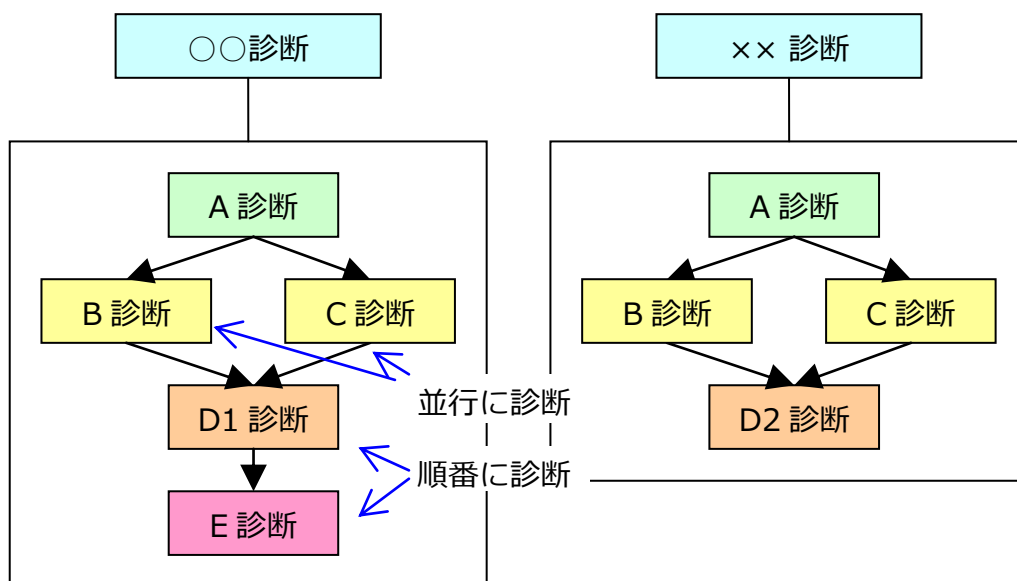 ○○診断
×× 診断
A 診断
B 診断
C 診断
D1 診断
E 診断
並行に診断
順番に診断
A 診断
B 診断
C 診断
D2 診断